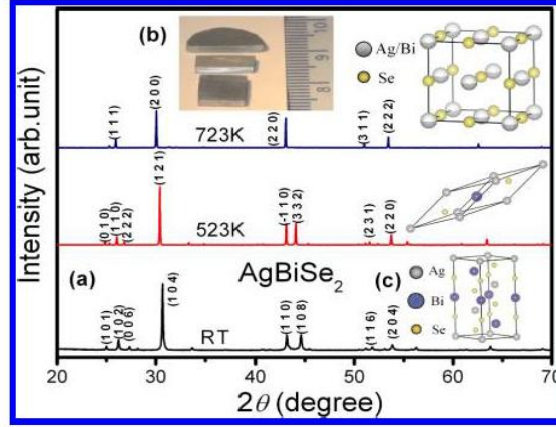 (b)
10
9
8
Ag/Bi
Se
Intensity (arb.unit)
(1 1 1)
(2 0 0)
723K
(2 2 0)
(3 1 1)
(2 2 2)
(0 1 0)
(1 1 0)
(2 2 2)
(1 2 1)
523K
(-1 1 0)
(3 3 2)
(2 3 1)
(2 2 0)
(a)
AgBiSe2
(c)
Ag
Bi
Se
(1 0 1)
(1 0 2)
(0 0 6)
(1 0 4)
RT
(1 1 0)
(1 0 8)
(1 1 6)
(2 0 4)
20 30 40 50 60 70
2θ (degree)